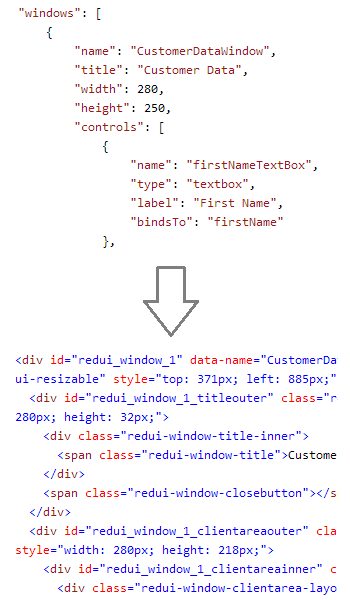 "windows": [
{
"name": "CustomerDataWindow",
"title": "Customer Data",
"width": 280,
"height": 250,
"controls": [
{
"name": "firstNameTextBox",
"type": "textbox",
"label": "First Name",
"bindsTo": "firstName"
},
<div id="redui_window_1" data-name="CustomerDa
ui-resizable" style="top: 371px; left: 885px;"
<div id="redui_window_1_titleouter" class="r
280px; height: 32px;">
<div class="redui-window-title-inner">
<span class="redui-window-title">Custome
</div>
<span class="redui-window-closebutton"></s
</div>
<div id="redui_window_1_clientareaouter" cla
style="width: 280px; height: 218px;">
<div id="redui_window_1_clientareainner" c
<div class="redui-window-clientarea-layo